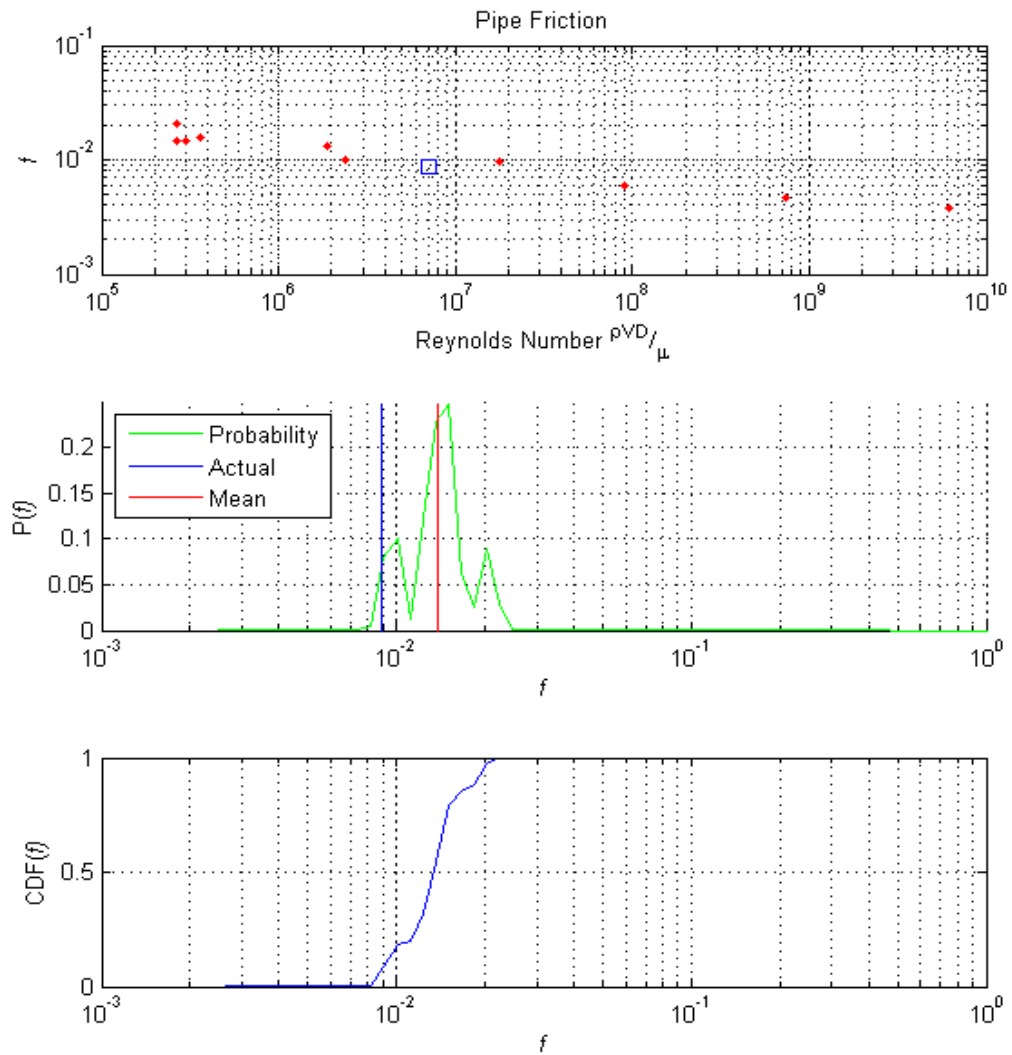 Pipe Friction
10^-1
10^-2
10^-3
f
10^5 10^6 10^7 10^8 10^9 10^10
Reynolds Number ρVD/μ
Probability
Actual
Mean
0.2
0.15
0.1
0.05
0
P(f)
10^-3 10^-2 10^-1 10^0
f
1
0.5
0
CDF(f)
10^-3 10^-2 10^-1 10^0
f